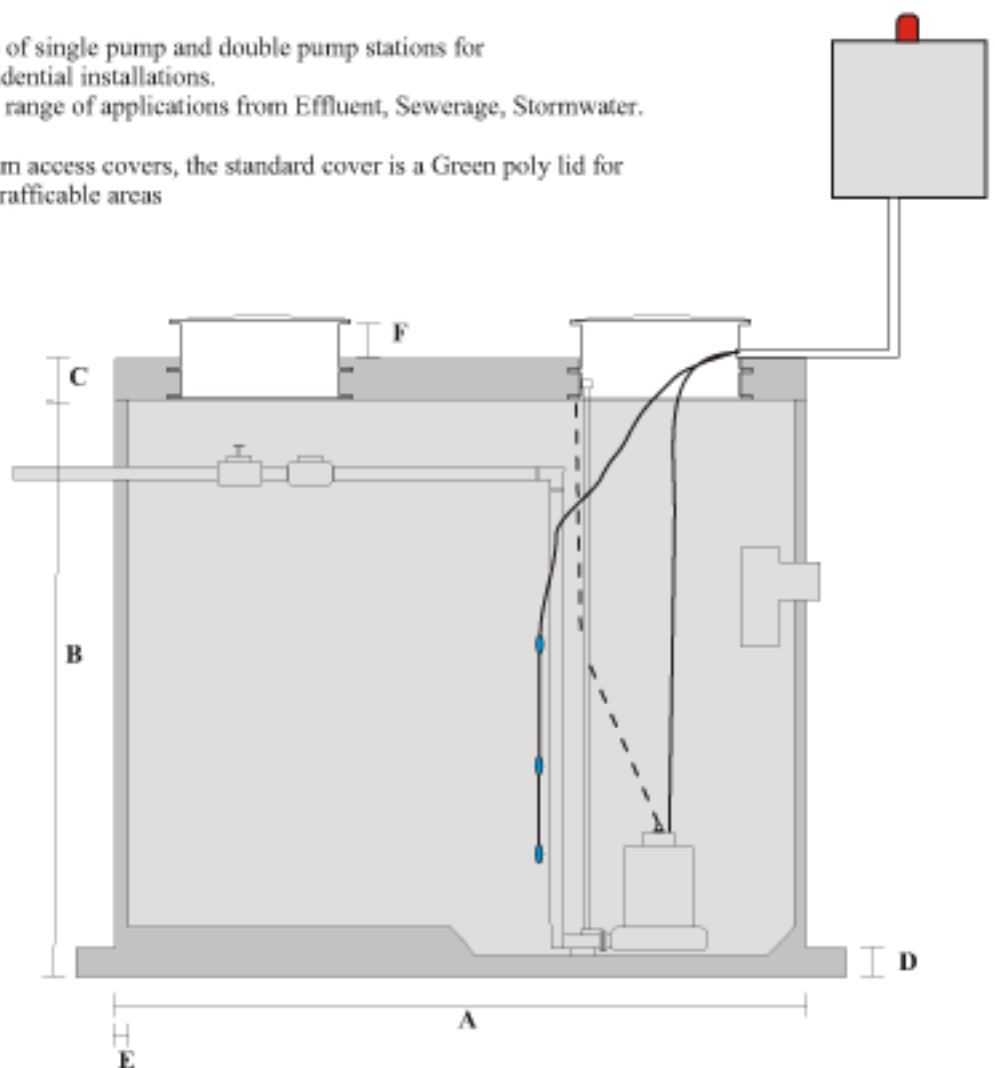 of single pump and double pump stations for
dential installations.
range of applications from Effluent, Sewerage, Stormwater.
m access covers, the standard cover is a Green poly lid for
rafficable areas
F
C
B
D
A
E